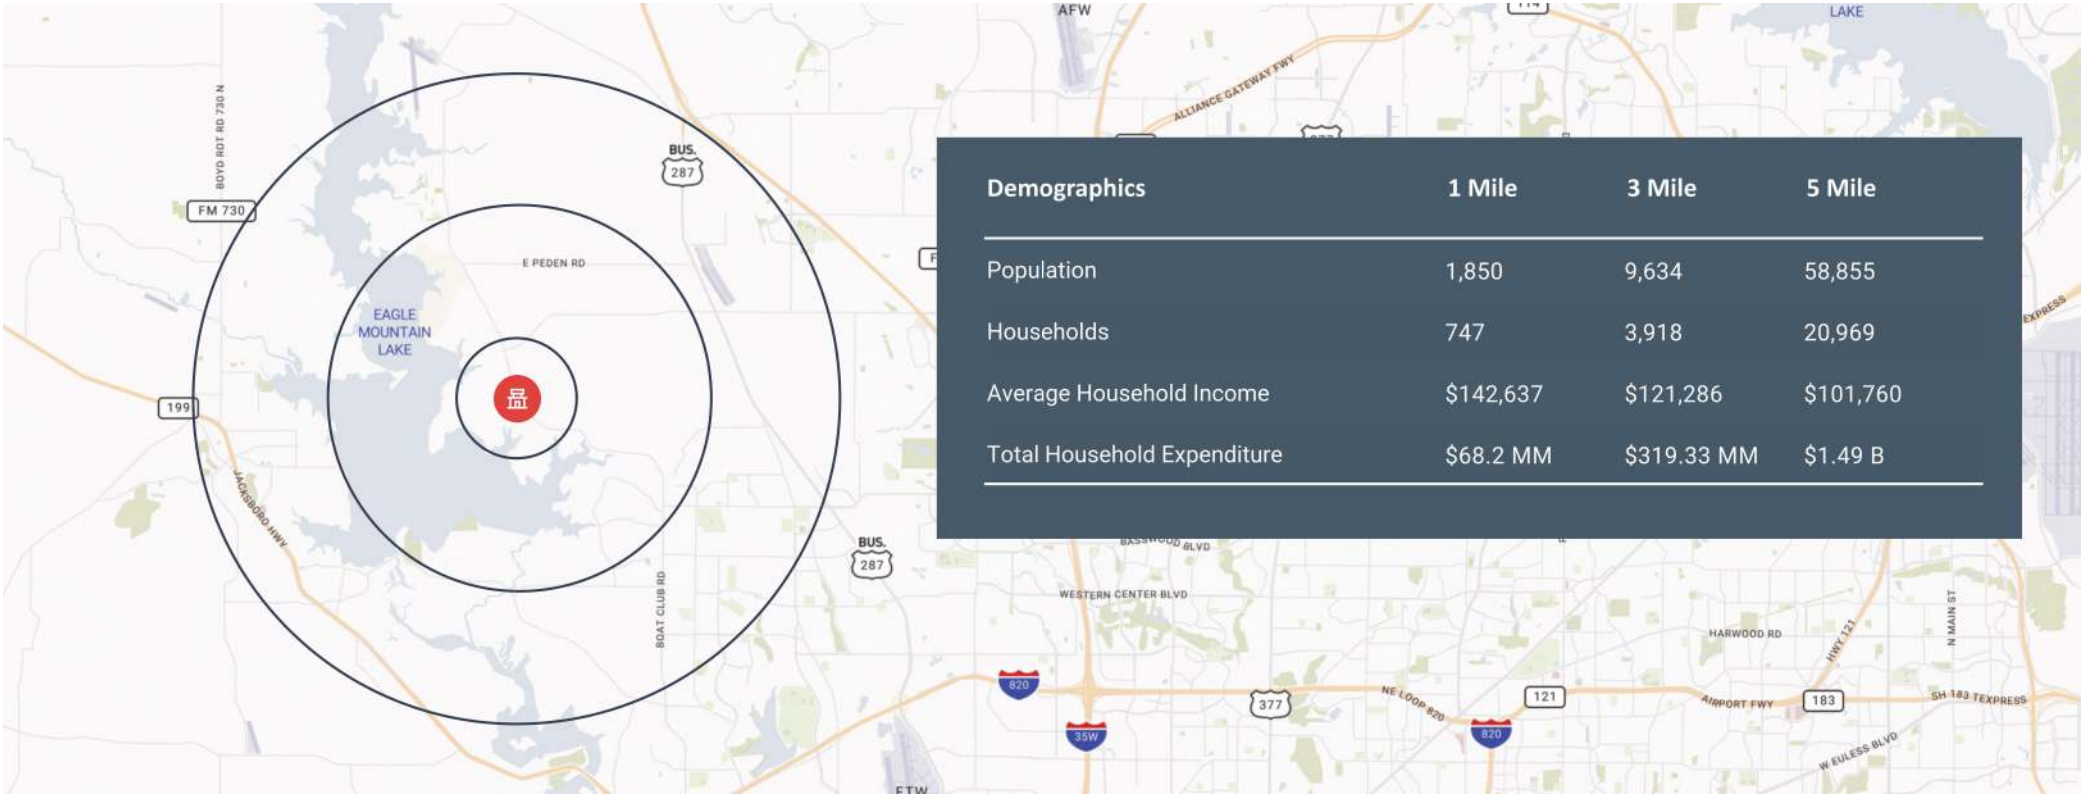 AFW
LAKE
ALLIANCE GATEWAY FWY
BOYD ROT RD 730 N
BUS.
287
FM 730
E PEDEN RD
EAGLE
MOUNTAIN
LAKE
199
JACKSBORO HWY
BOAT CLUB RD
BUS.
287
Demographics 1 Mile 3 Mile 5 Mile
Population 1,850 9,634 58,855
Households 747 3,918 20,969
Average Household Income $142,637 $121,286 $101,760
Total Household Expenditure $68.2 MM $319.33 MM $1.49 B
EXPRESS
BASSWOOD BLVD
WESTERN CENTER BLVD
HARWOOD RD
HWY 121
N MAIN ST
820
377
NE LOOP 820
121
AIRPORT FWY
183
SH 183 TEXPRESS
35W
820
W EULESS BLVD
FTW